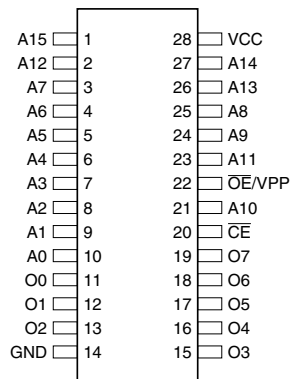 A15 1 28 VCC
A12 2 27 A14
A7 3 26 A13
A6 4 25 A8
A5 5 24 A9
A4 6 23 A11
A3 7 22 O̅E̅/VPP
A2 8 21 A10
A1 9 20 C̅E̅
A0 10 19 O7
O0 11 18 O6
O1 12 17 O5
O2 13 16 O4
GND 14 15 O3